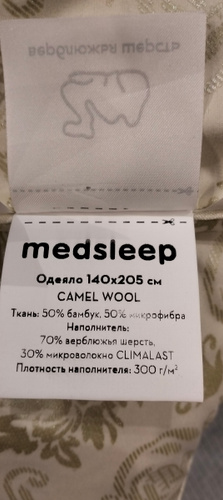 верблюжья шерсть
medsleep
Одеяло 140х205 см
CAMEL WOOL
Ткань: 50% бамбук, 50% микрофибра
Наполнитель:
70% верблюжья шерсть,
30% микроволокно CLIMALAST
Плотность наполнителя: 300 г/м²